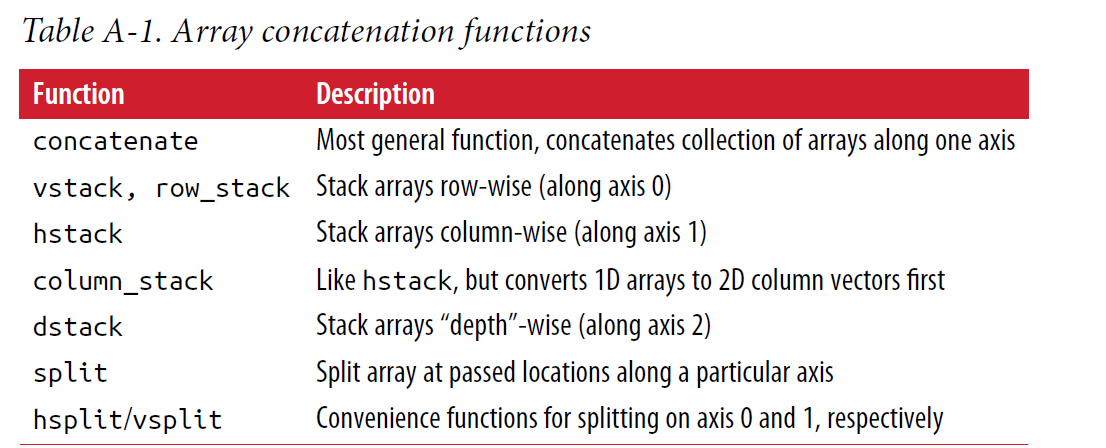 Table A-1. Array concatenation functions
Function Description
concatenate Most general function, concatenates collection of arrays along one axis
vstack, row_stack Stack arrays row-wise (along axis 0)
hstack Stack arrays column-wise (along axis 1)
column_stack Like hstack, but converts 1D arrays to 2D column vectors first
dstack Stack arrays “depth”-wise (along axis 2)
split Split array at passed locations along a particular axis
hsplit/vsplit Convenience functions for splitting on axis 0 and 1, respectively